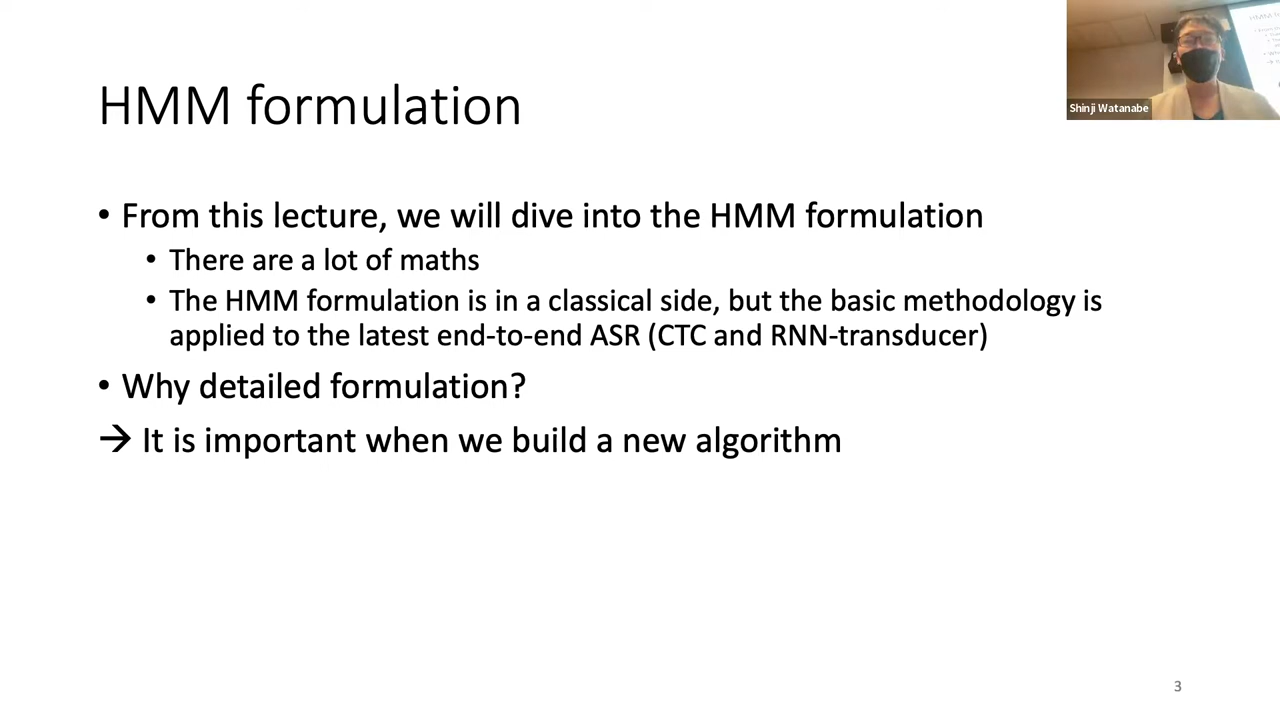 HMM formulation
Shinji Watanabe
• From this lecture, we will dive into the HMM formulation
• There are a lot of maths
• The HMM formulation is in a classical side, but the basic methodology is
applied to the latest end-to-end ASR (CTC and RNN-transducer)
• Why detailed formulation?
→ It is important when we build a new algorithm
3